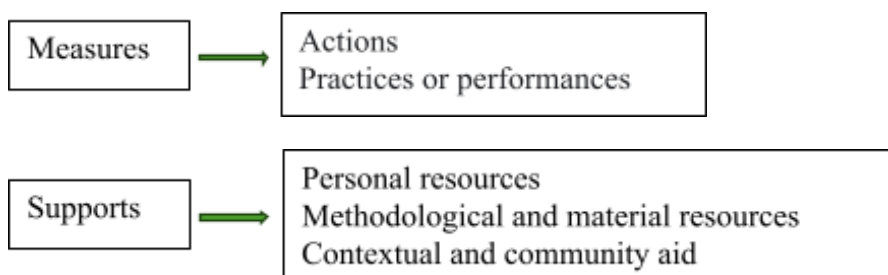 Measures
Actions
Practices or performances
Supports
Personal resources
Methodological and material resources
Contextual and community aid